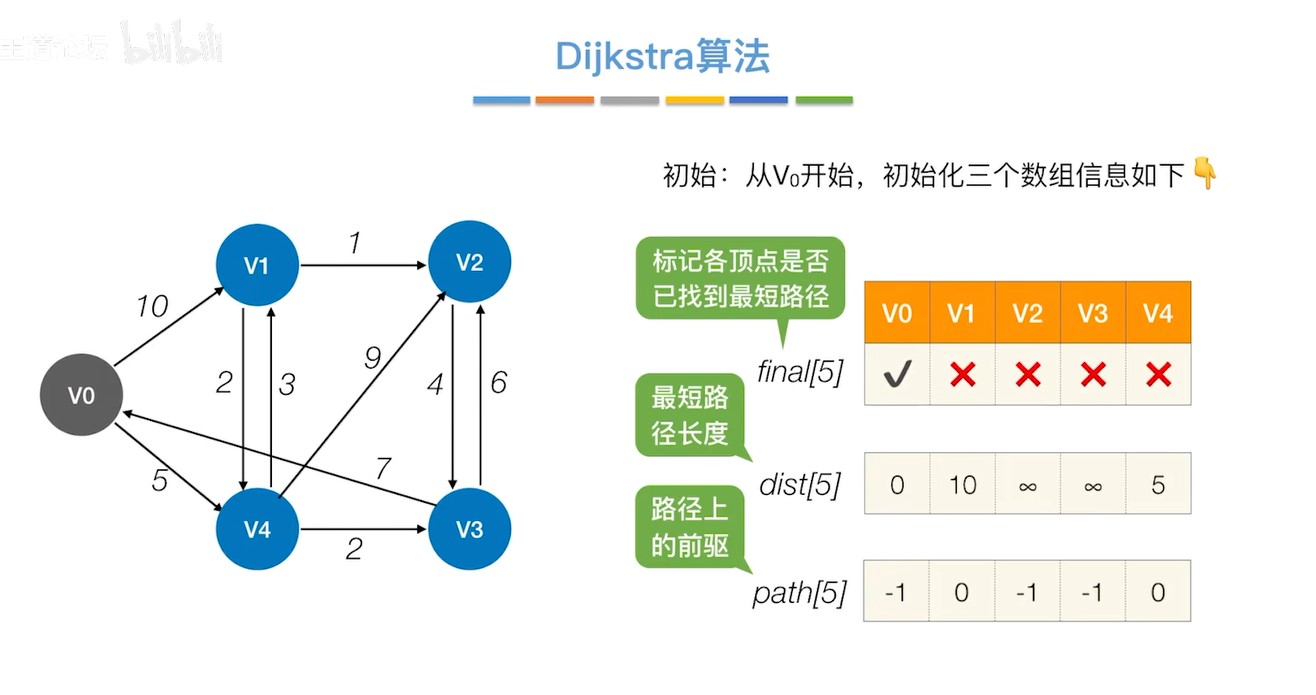 王道论坛 bilibili
Dijkstra算法
初始：从V₀开始，初始化三个数组信息如下👇
V1
1
V2
10
2
3
9
4
6
V0
5
7
V4
2
V3
标记各顶点是否
已找到最短路径
V0 V1 V2 V3 V4
final[5]
最短路
径长度
dist[5] 0 10 ∞ ∞ 5
路径上
的前驱
path[5] -1 0 -1 -1 0